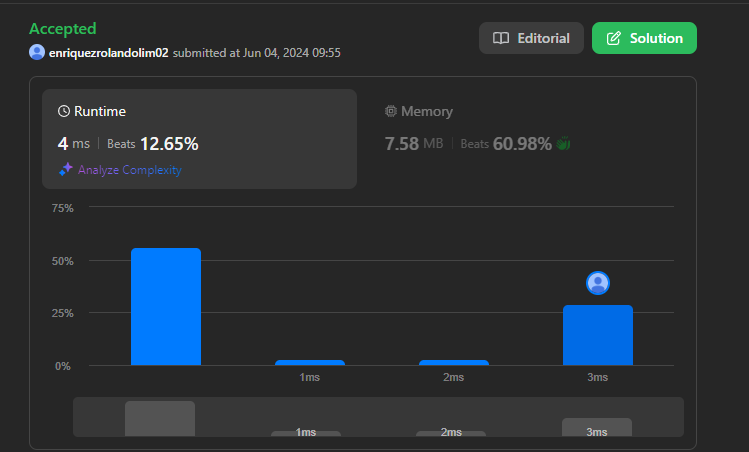 Accepted
enriquezrolandolim02 submitted at Jun 04, 2024 09:55
Editorial
Solution
Runtime
4 ms | Beats 12.65%
Analyze Complexity
Memory
7.58 MB | Beats 60.98%
75%
50%
25%
0%
1ms 2ms 3ms
1ms 2ms 3ms